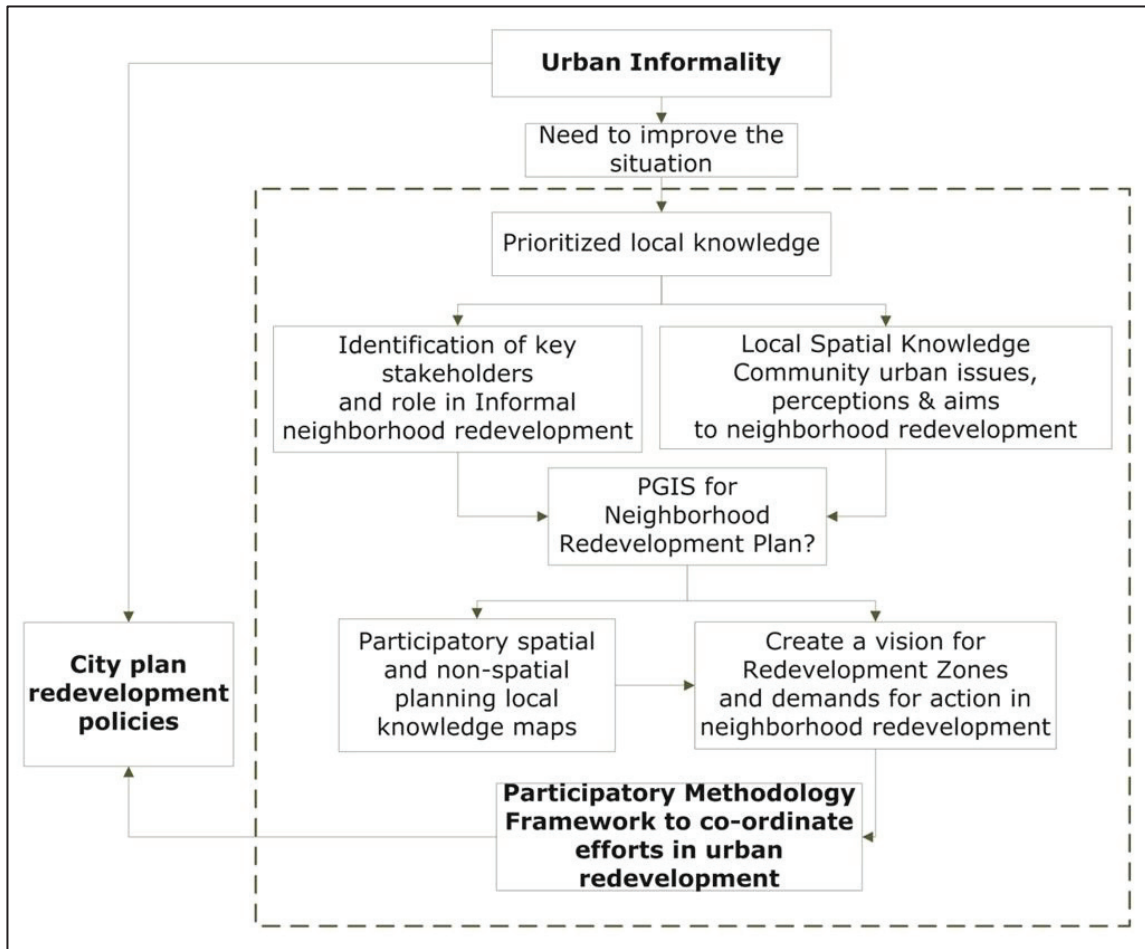 Urban Informality
Need to improve the
situation
Prioritized local knowledge
Identification of key
stakeholders
and role in Informal
neighborhood redevelopment
Local Spatial Knowledge
Community urban issues,
perceptions & aims
to neighborhood redevelopment
PGIS for
Neighborhood
Redevelopment Plan?
Participatory spatial
and non-spatial
planning local
knowledge maps
Create a vision for
Redevelopment Zones
and demands for action in
neighborhood redevelopment
City plan
redevelopment
policies
Participatory Methodology
Framework to co-ordinate
efforts in urban
redevelopment